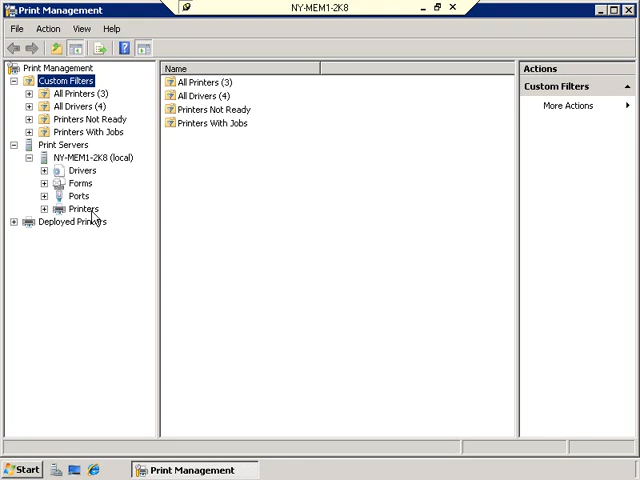 NY-MEM1-2K8
Print Management
File Action View Help
Print Management
Custom Filters
All Printers (3)
All Drivers (4)
Printers Not Ready
Printers With Jobs
Print Servers
NY-MEM1-2K8 (local)
Drivers
Forms
Ports
Printers
Deployed Printers
Name
All Printers (3)
All Drivers (4)
Printers Not Ready
Printers With Jobs
Actions
Custom Filters
More Actions
Start
Print Management